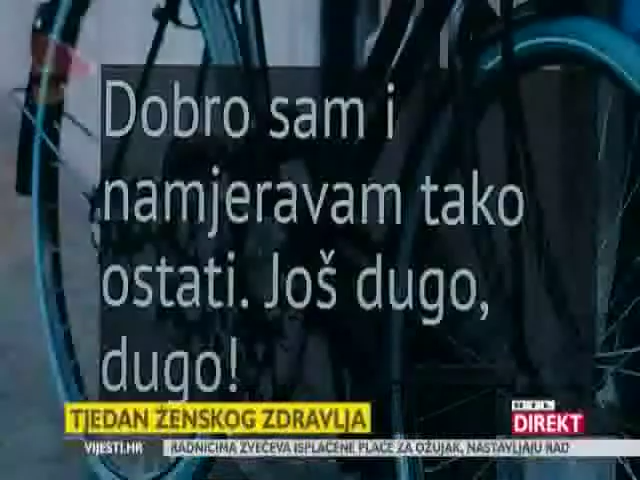 Dobro sam i
namjeravam tako
ostati. Još dugo,
dugo!
TJEDAN ŽENSKOG ZDRAVLJA
RTL
DIREKT
VIJESTI.HR
RADNICIMA ZVEČEVA ISPLAĆENE PLAĆE ZA OŽUJAK, NASTAVLJAJU RAD